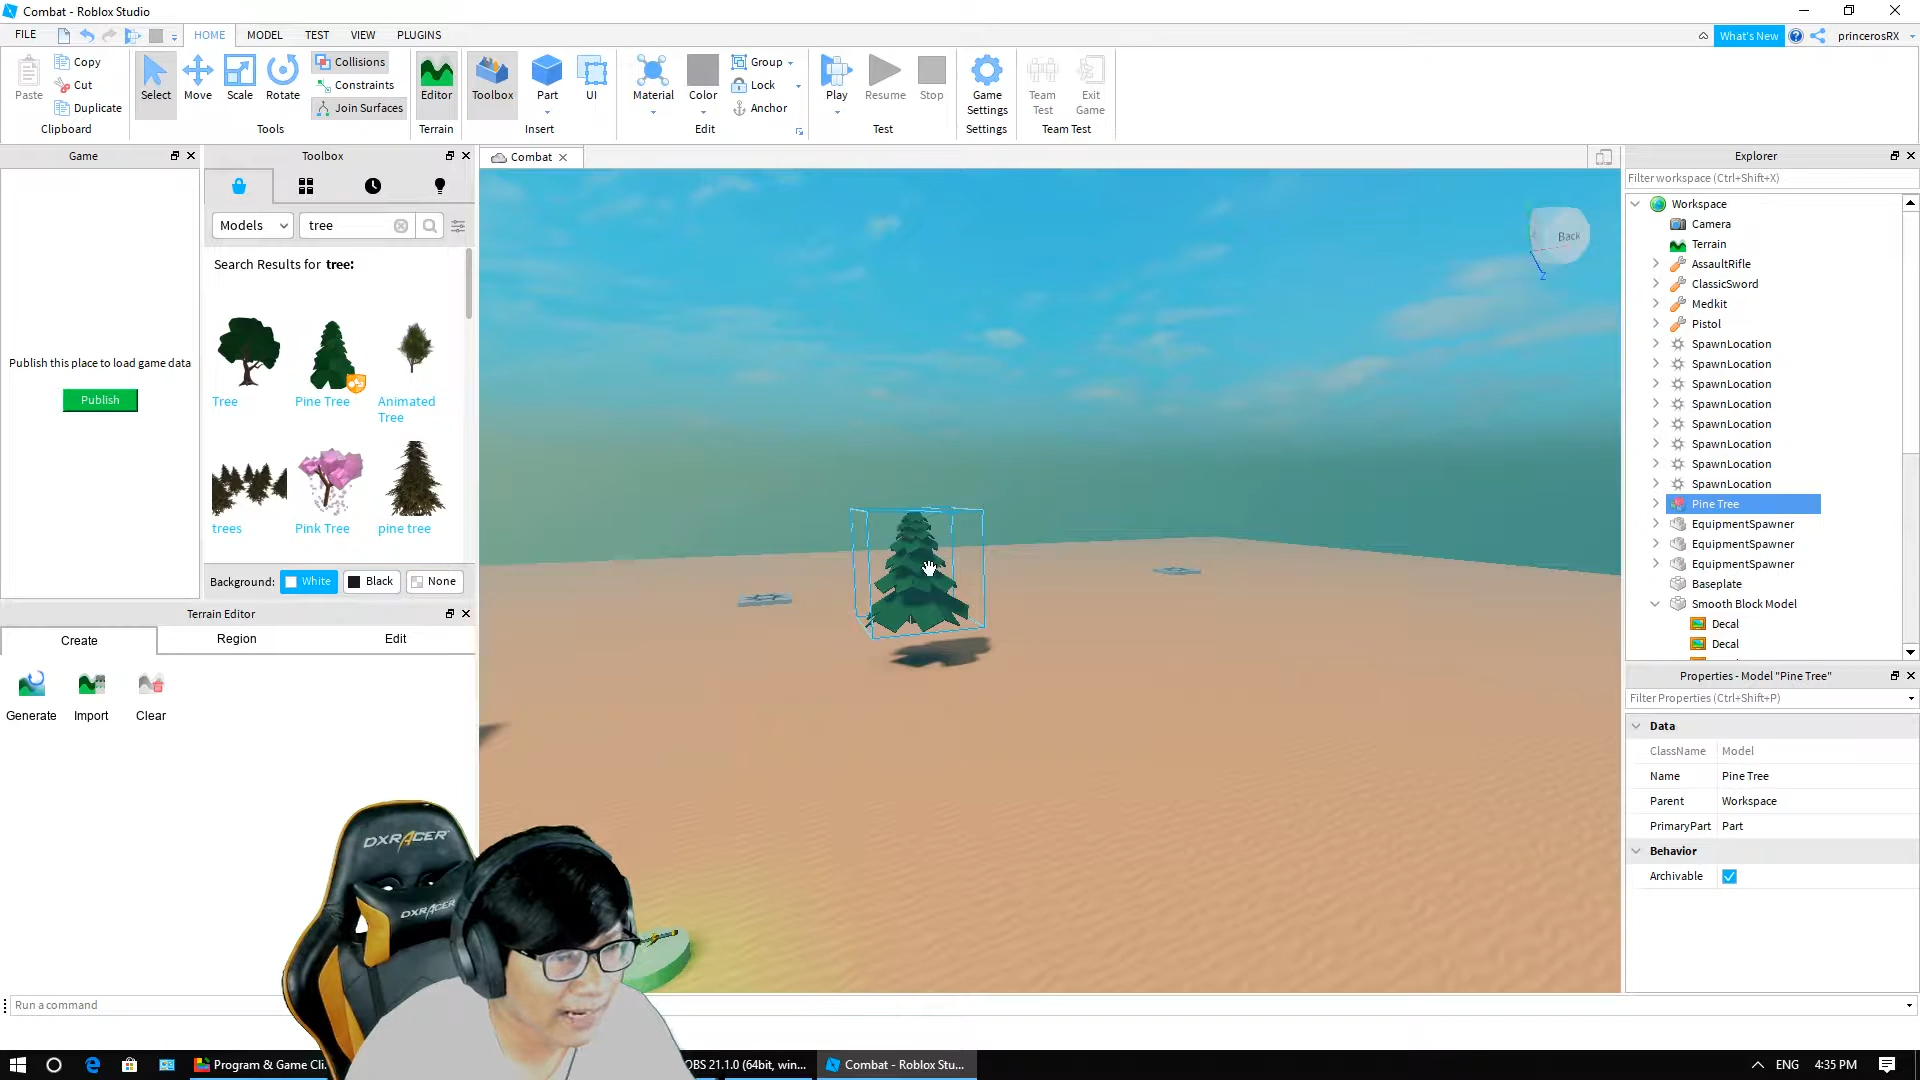 Combat - Roblox Studio
FILE HOME MODEL TEST VIEW PLUGINS What's New princerosRX
Paste Copy Cut Duplicate Clipboard
Select Move Scale Rotate Collisions Constraints Join Surfaces Tools
Editor Terrain
Toolbox Part UI Insert
Material Color Group Lock Anchor Edit
Play Resume Stop Test
Game Settings Settings
Team Test Exit Game Team Test
Game
Publish this place to load game data
Publish
Toolbox
Models tree
Search Results for tree:
Tree Pine Tree Animated Tree
trees Pink Tree pine tree
Background: White Black None
Terrain Editor
Create Region Edit
Generate Import Clear
Combat
Back
Z
Explorer
Filter workspace (Ctrl+Shift+X)
Workspace
Camera
Terrain
AssaultRifle
ClassicSword
Medkit
Pistol
SpawnLocation
SpawnLocation
SpawnLocation
SpawnLocation
SpawnLocation
SpawnLocation
SpawnLocation
SpawnLocation
Pine Tree
EquipmentSpawner
EquipmentSpawner
EquipmentSpawner
Baseplate
Smooth Block Model
Decal
Decal
Properties - Model "Pine Tree"
Filter Properties (Ctrl+Shift+P)
Data
ClassName Model
Name Pine Tree
Parent Workspace
PrimaryPart Part
Behavior
Archivable
DXRACER
DXRACER
Run a command
Program & Game Cli... OBS 21.1.0 (64bit, win... Combat - Roblox Stu... ENG 4:35 PM